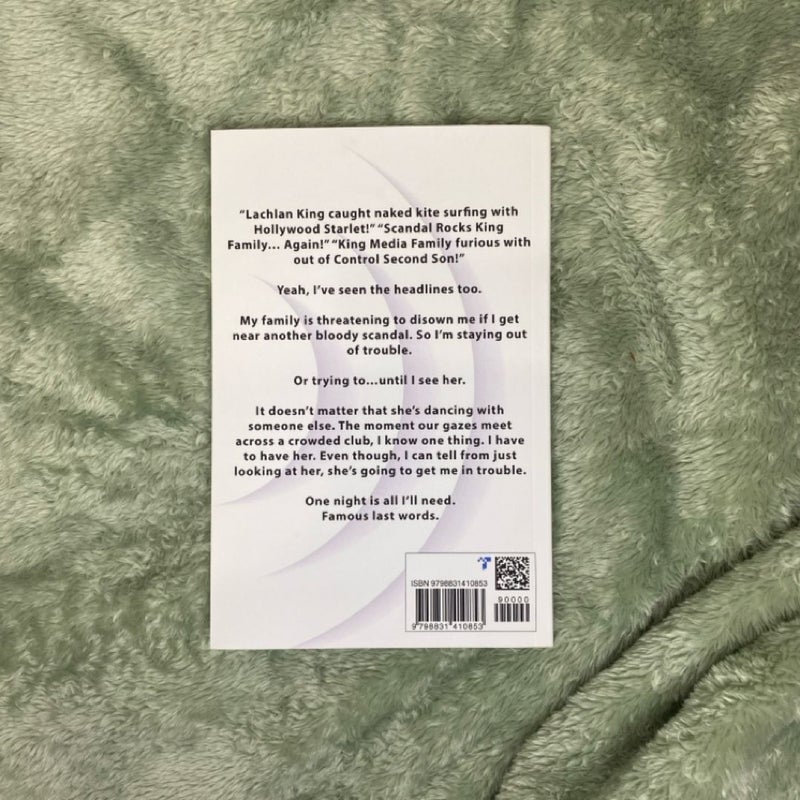 “Lachlan King caught naked kite surfing with
Hollywood Starlet!” “Scandal Rocks King
Family... Again!” “King Media Family furious with
out of Control Second Son!”
Yeah, I’ve seen the headlines too.
My family is threatening to disown me if I get
near another bloody scandal. So I’m staying out
of trouble.
Or trying to...until I see her.
It doesn’t matter that she’s dancing with
someone else. The moment our gazes meet
across a crowded club, I know one thing. I have
to have her. Even though, I can tell from just
looking at her, she’s going to get me in trouble.
One night is all I’ll need.
Famous last words.
ISBN 9798831410853
90000
9 798831 410853